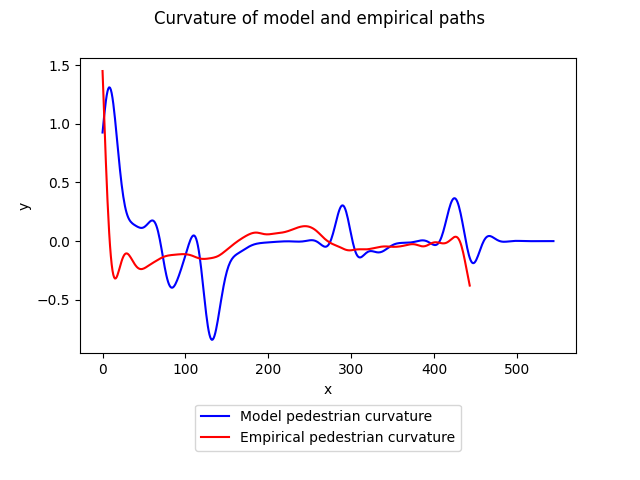 Curvature of model and empirical paths
1.5
1.0
0.5
0.0
−0.5
y
0 100 200 300 400 500
x
Model pedestrian curvature
Empirical pedestrian curvature